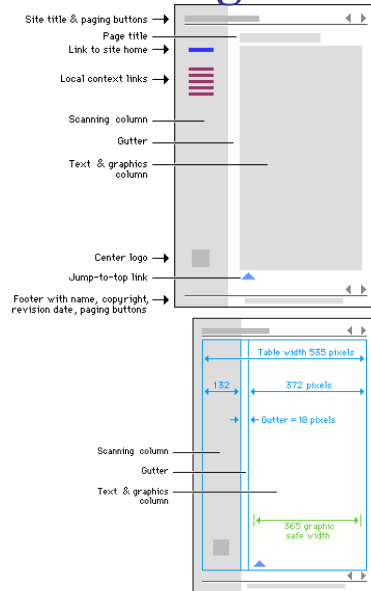 Site title & paging buttons
Page title
Link to site home
Local context links
Scanning column
Gutter
Text & graphics
column
Center logo
Jump-to-top link
Footer with name, copyright,
revision date, paging buttons
Table width 535 pixels
132
372 pixels
Gutter = 18 pixels
Scanning column
Gutter
Text & graphics
column
365 graphic
safe width